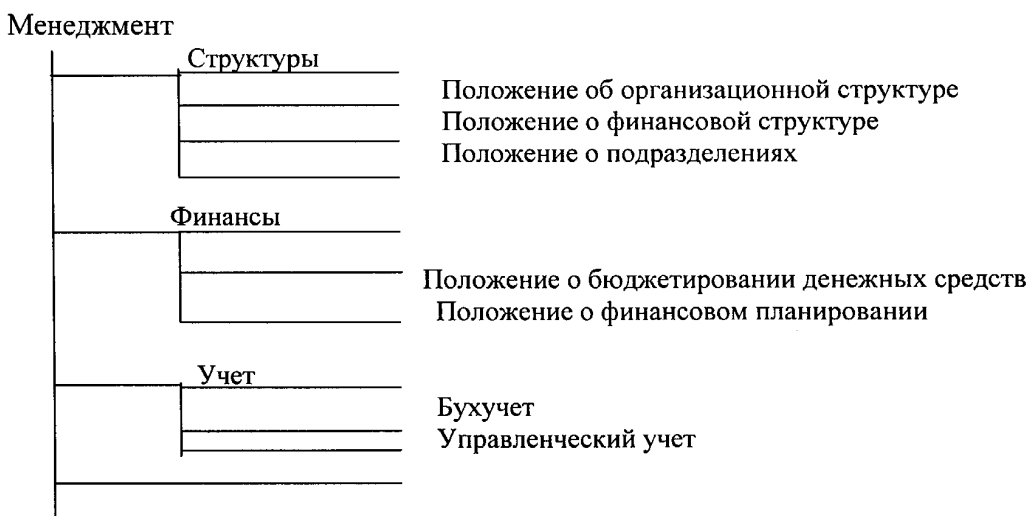 Менеджмент
Структуры
Положение об организационной структуре
Положение о финансовой структуре
Положение о подразделениях
Финансы
Положение о бюджетировании денежных средств
Положение о финансовом планировании
Учет
Бухучет
Управленческий учет